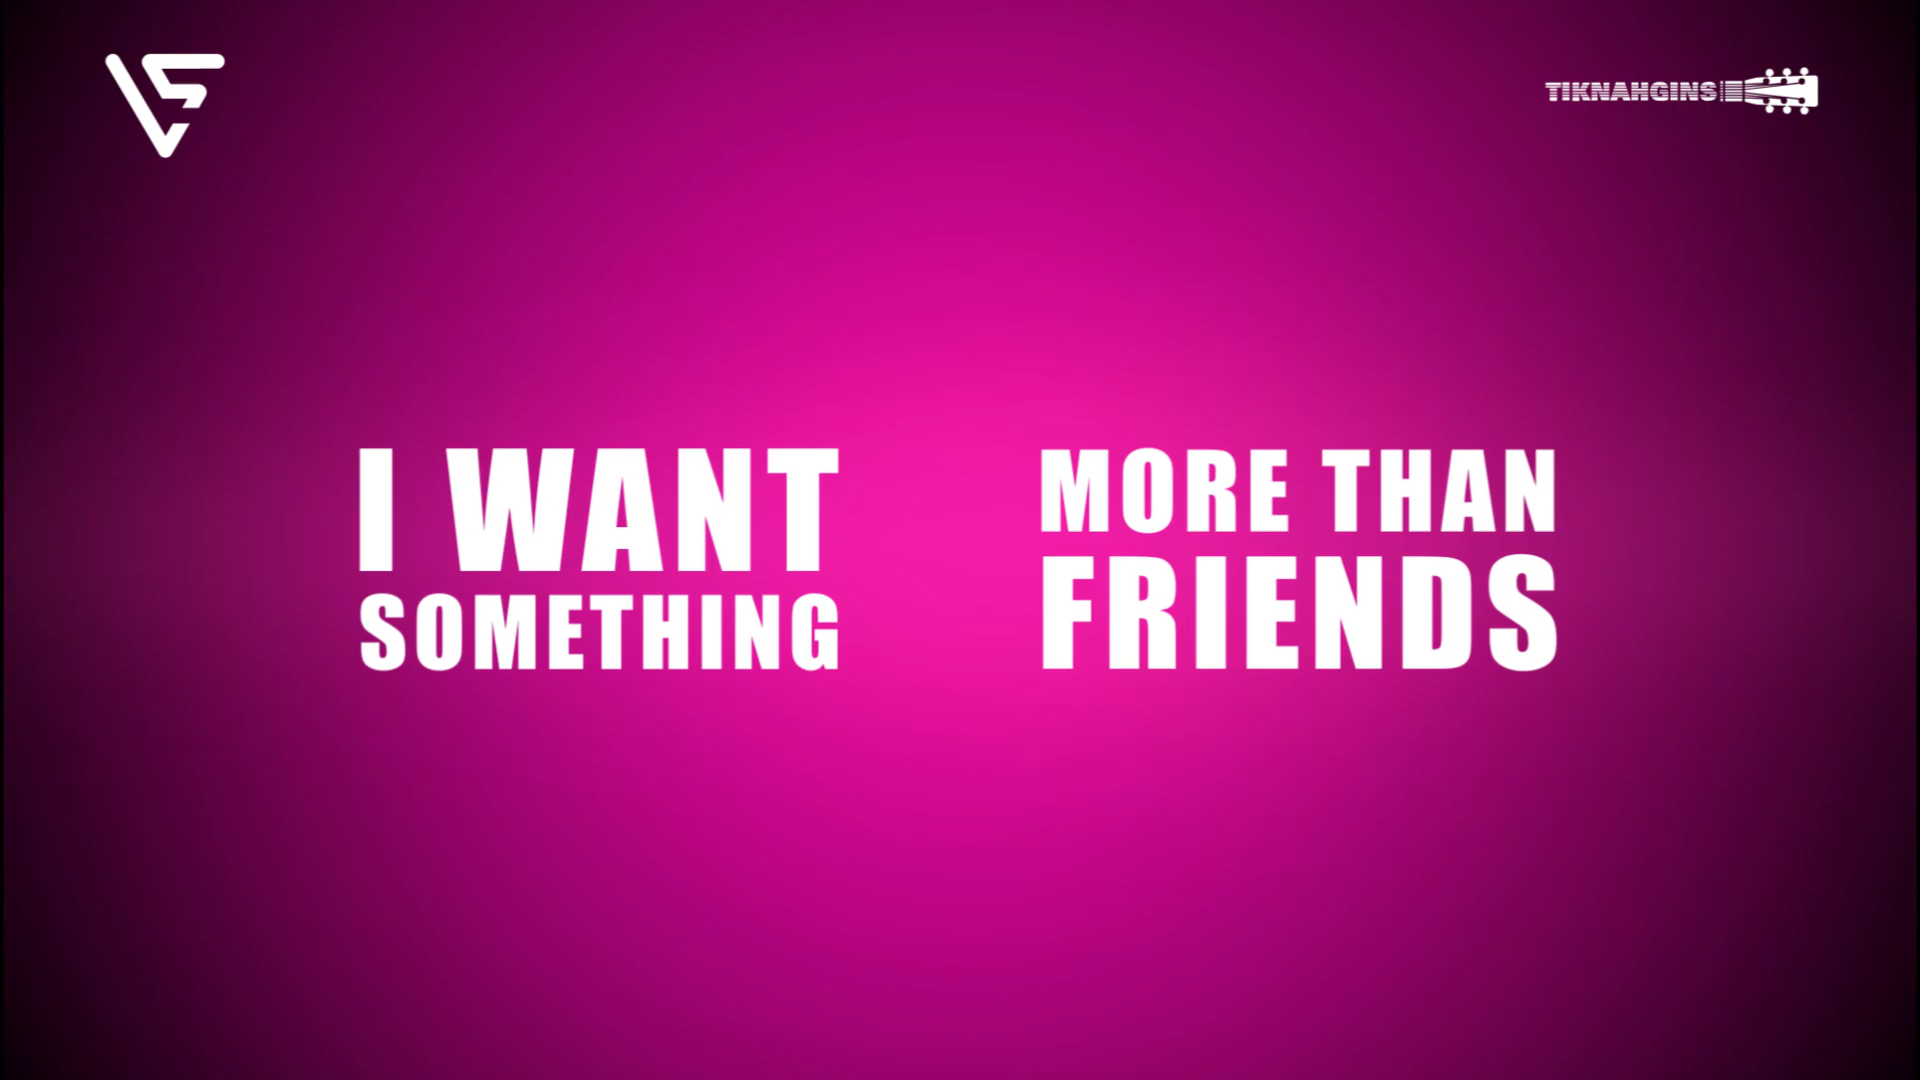 TIKNAHGINS
I WANT
SOMETHING
MORE THAN
FRIENDS